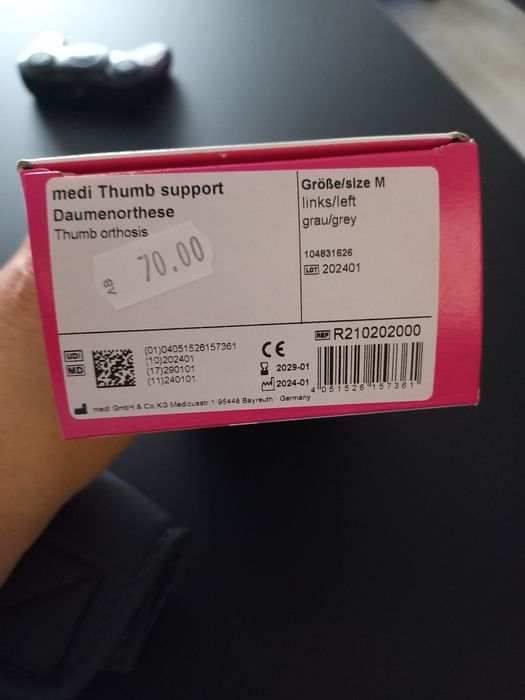 medi Thumb support
Daumenorthese
Thumb orthosis
AB 70.00
Größe/size M
links/left
grau/grey
104831626
LOT 202401
UDI
MD
(01)04051526157361
(10)202401
(17)290101
(11)240101
CE
2029-01
2024-01
REF R210202000
4 051526 157361
medi GmbH & Co.KG·Medicusstr.1·95448 Bayreuth · Germany